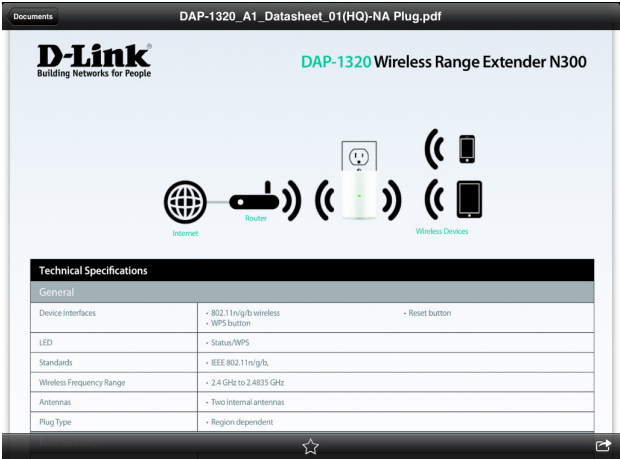 Documents
DAP-1320_A1_Datasheet_01(HQ)-NA Plug.pdf
D-Link®
Building Networks for People
DAP-1320 Wireless Range Extender N300
Internet
Router
Wireless Devices
Technical Specifications
General
Device Interfaces • 802.11n/g/b wireless • Reset button
• WPS button
LED • Status/WPS
Standards • IEEE 802.11n/g/b,
Wireless Frequency Range • 2.4 GHz to 2.4835 GHz
Antennas • Two internal antennas
Plug Type • Region dependent
Functionality